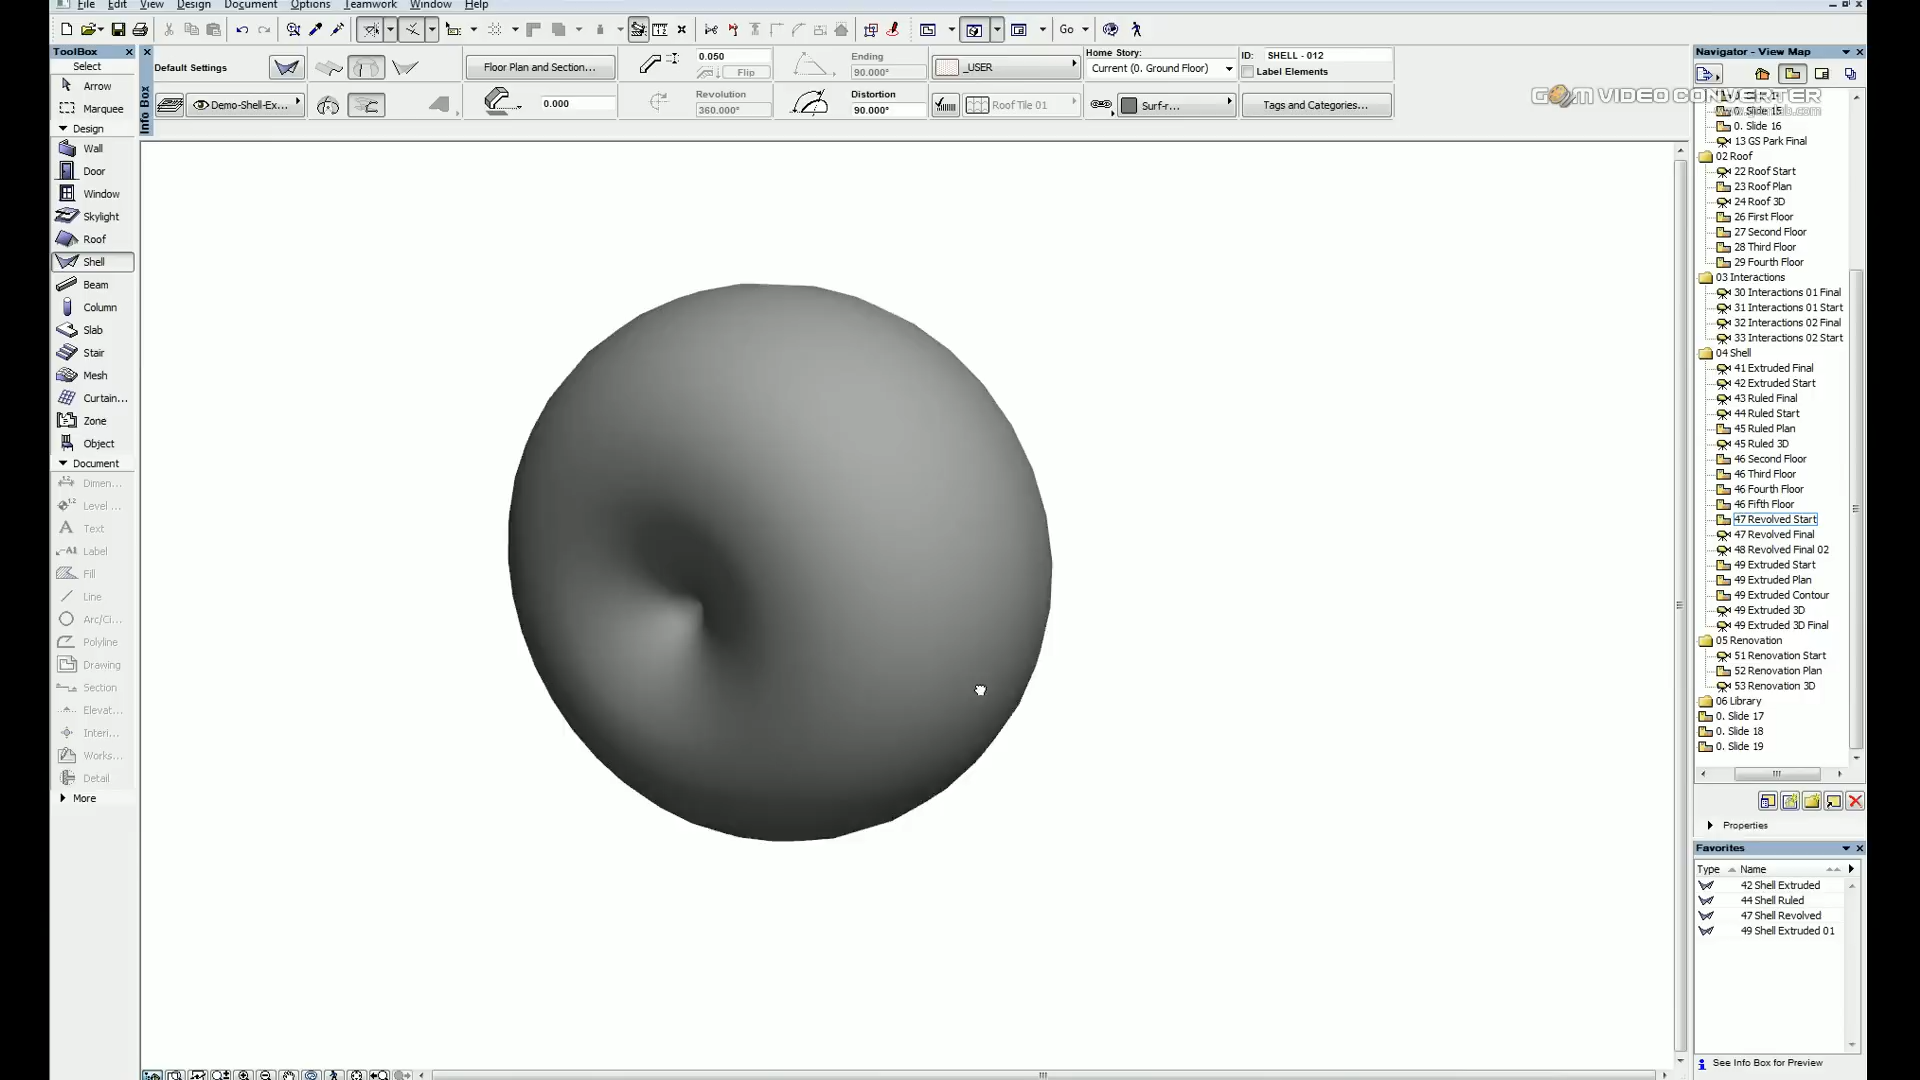 File Edit View Design Document Options Teamwork Window Help
Go
ToolBox
Select
Arrow
Marquee
Design
Wall
Door
Window
Skylight
Roof
Shell
Beam
Column
Slab
Stair
Mesh
Curtain...
Zone
Object
Document
Dimen...
Level ...
Text
Label
Fill
Line
Arc/Ci...
Polyline
Drawing
Section
Elevat...
Interi...
Works...
Detail
More
Info Box
Default Settings
Demo-Shell-Ex...
Floor Plan and Section...
0.000
0.050
Flip
Revolution
360.000°
Ending
90.000°
Distortion
90.000°
_USER
Roof Tile 01
Home Story:
Current (0. Ground Floor)
Surf-r...
ID: SHELL - 012
Label Elements
Tags and Categories...
GOM VIDEO CONVERTER
Navigator - View Map
0. Slide 15
0. Slide 16
13 GS Park Final
02 Roof
22 Roof Start
23 Roof Plan
24 Roof 3D
26 First Floor
27 Second Floor
28 Third Floor
29 Fourth Floor
03 Interactions
30 Interactions 01 Final
31 Interactions 01 Start
32 Interactions 02 Final
33 Interactions 02 Start
04 Shell
41 Extruded Final
42 Extruded Start
43 Ruled Final
44 Ruled Start
45 Ruled Plan
45 Ruled 3D
46 Second Floor
46 Third Floor
46 Fourth Floor
46 Fifth Floor
47 Revolved Start
47 Revolved Final
48 Revolved Final 02
49 Extruded Start
49 Extruded Plan
49 Extruded Contour
49 Extruded 3D
49 Extruded 3D Final
05 Renovation
51 Renovation Start
52 Renovation Plan
53 Renovation 3D
06 Library
0. Slide 17
0. Slide 18
0. Slide 19
Properties
Favorites
Type Name
42 Shell Extruded
44 Shell Ruled
47 Shell Revolved
49 Shell Extruded 01
See Info Box for Preview